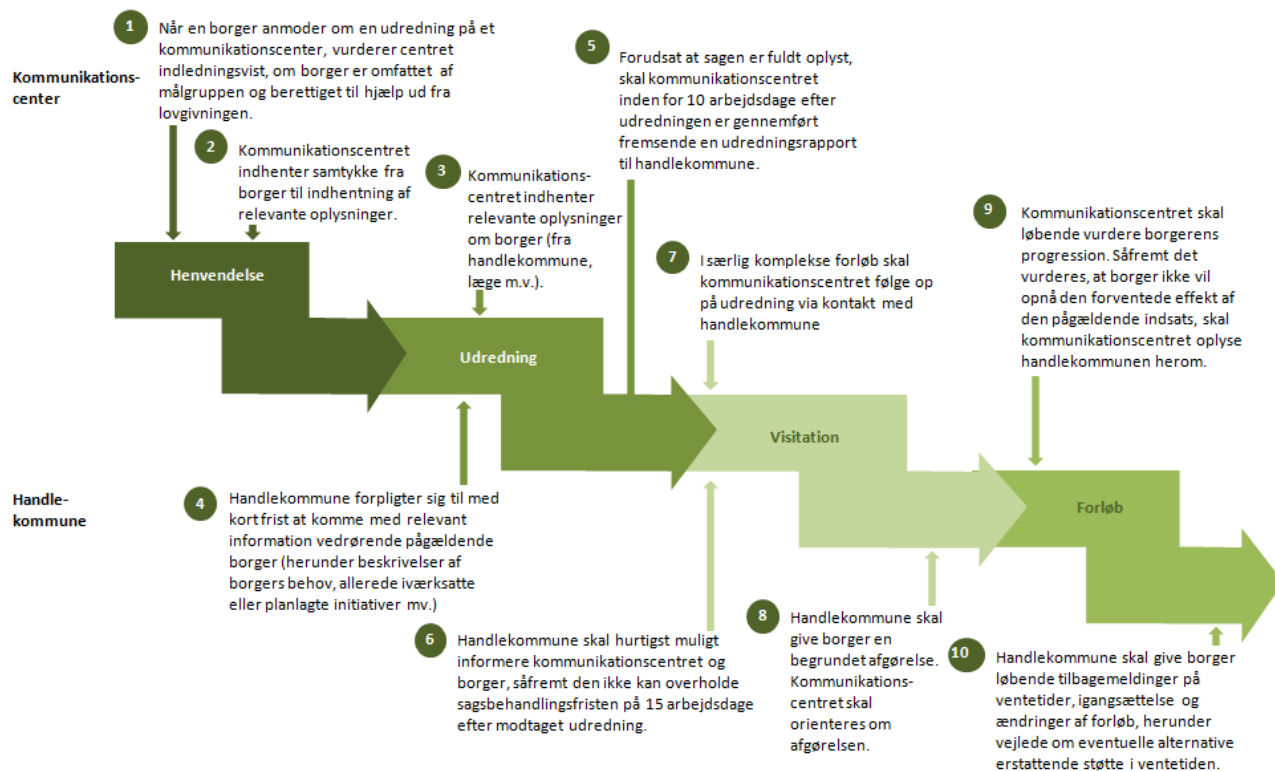 Kommunikations-
center
1
Når en borger anmoder om en udredning på et
kommunikationscenter, vurderer centret
indledningsvist, om borger er omfattet af
målgruppen og berettiget til hjælp ud fra
lovgivningen.
2
Kommunikationscentret
indhenter samtykke fra
borger til indhentning af
relevante oplysninger.
3
Kommunikations-
centret indhenter
relevante oplysninger
om borger (fra
handlekommune,
læge m.v.).
5
Forudsat at sagen er fuldt oplyst,
skal kommunikationscentret
inden for 10 arbejdsdage efter
udredningen er gennemført
fremsende en udredningsrapport
til handlekommune.
7
I særlig komplekse forløb skal
kommunikationscentret følge op
på udredning via kontakt med
handlekommune
9
Kommunikationscentret skal
løbende vurdere borgerens
progression. Såfremt det
vurderes, at borger ikke vil
opnå den forventede effekt af
den pågældende indsats, skal
kommunikationscentret oplyse
handlekommunen herom.
Henvendelse
Udredning
Visitation
Forløb
Handle-
kommune
4
Handlekommune forpligter sig til med
kort frist at komme med relevant
information vedrørende pågældende
borger (herunder beskrivelser af
borgers behov, allerede iværksatte
eller planlagte initiativer mv.)
6
Handlekommune skal hurtigst muligt
informere kommunikationscentret og
borger, såfremt den ikke kan overholde
sagsbehandlingsfristen på 15 arbejdsdage
efter modtaget udredning.
8
Handlekommune skal
give borger en
begrundet afgørelse.
Kommunikations-
centret skal
orienteres om
afgørelsen.
10
Handlekommune skal give borger
løbende tilbagemeldinger på
ventetider, igangsættelse og
ændringer af forløb, herunder
vejlede om eventuelle alternative
erstattende støtte i ventetiden.